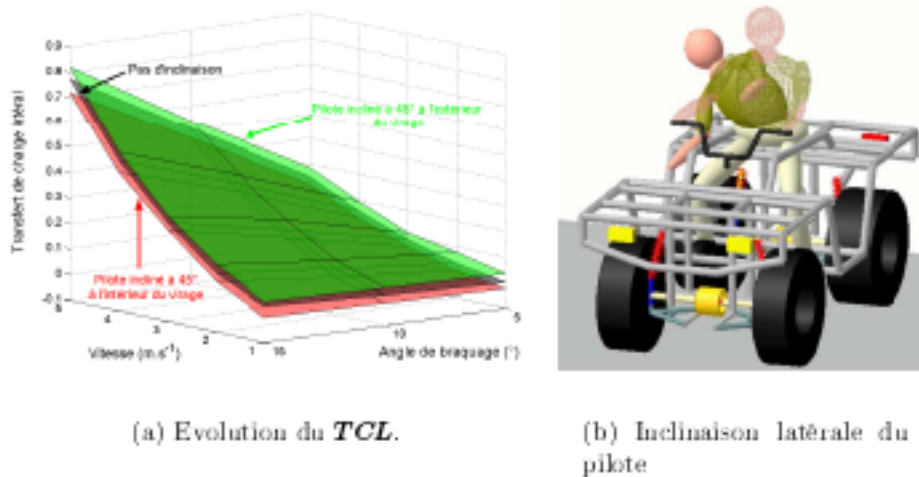 0.9
0.8
0.7
0.6
0.5
0.4
0.3
0.2
0.1
0
-0.1
Transfert de charge latéral
Pas d'inclinaison
Pilote incliné à 45° à l'extérieur
du virage
Pilote incliné à 45°
à l'intérieur du virage
5
4
3
2
1
Vitesse (m.s⁻¹)
15
10
5
Angle de braquage (°)
(a) Evolution du TCL.
(b) Inclinaison latérale du
pilote